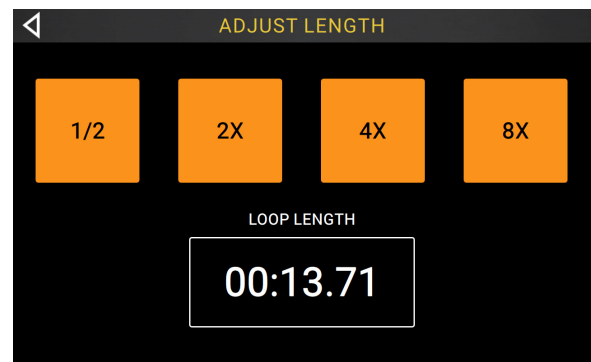 ADJUST LENGTH
1/2 2X 4X 8X
LOOP LENGTH
00:13.71